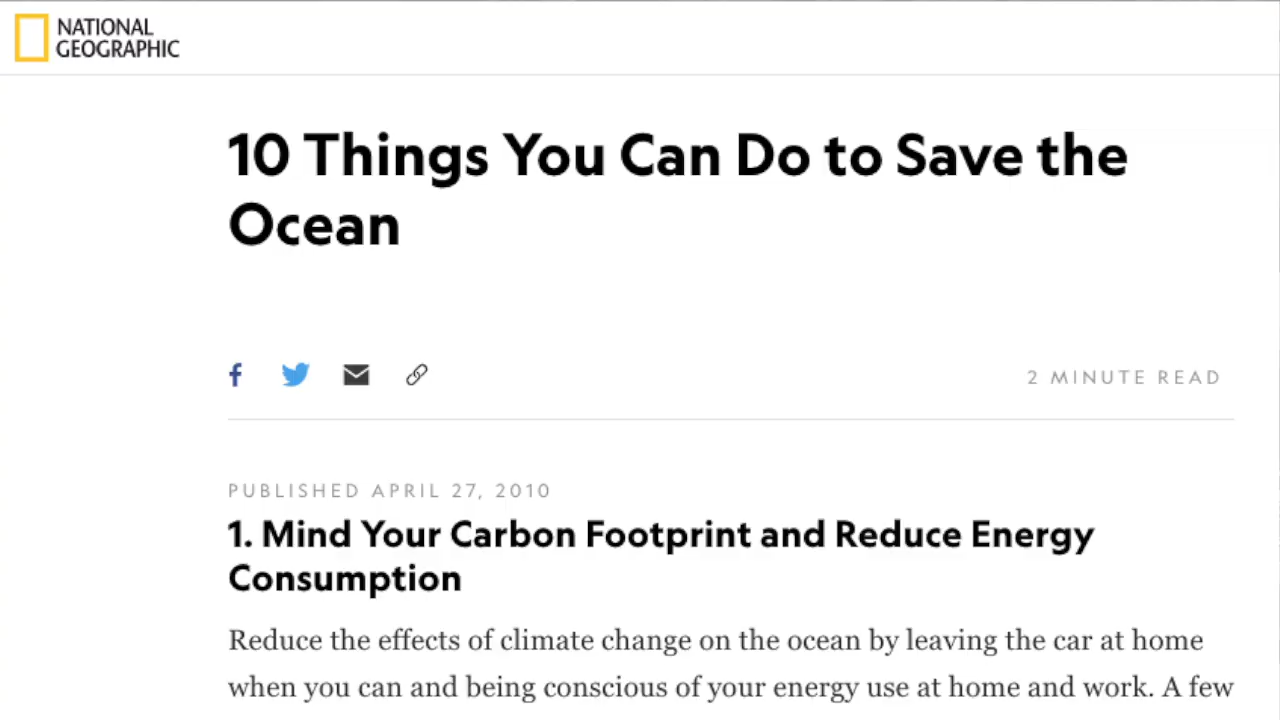 NATIONAL
GEOGRAPHIC
10 Things You Can Do to Save the
Ocean
2 MINUTE READ
PUBLISHED APRIL 27, 2010
1. Mind Your Carbon Footprint and Reduce Energy
Consumption
Reduce the effects of climate change on the ocean by leaving the car at home
when you can and being conscious of your energy use at home and work. A few